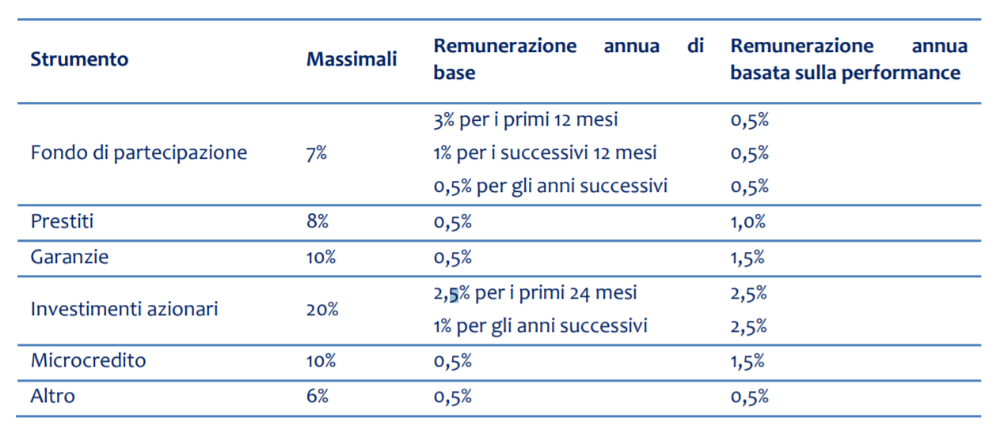 Strumento Massimali Remunerazione annua di base Remunerazione annua basata sulla performance
Fondo di partecipazione 7% 3% per i primi 12 mesi 0,5%
1% per i successivi 12 mesi 0,5%
0,5% per gli anni successivi 0,5%
Prestiti 8% 0,5% 1,0%
Garanzie 10% 0,5% 1,5%
Investimenti azionari 20% 2,5% per i primi 24 mesi 2,5%
1% per gli anni successivi 2,5%
Microcredito 10% 0,5% 1,5%
Altro 6% 0,5% 0,5%